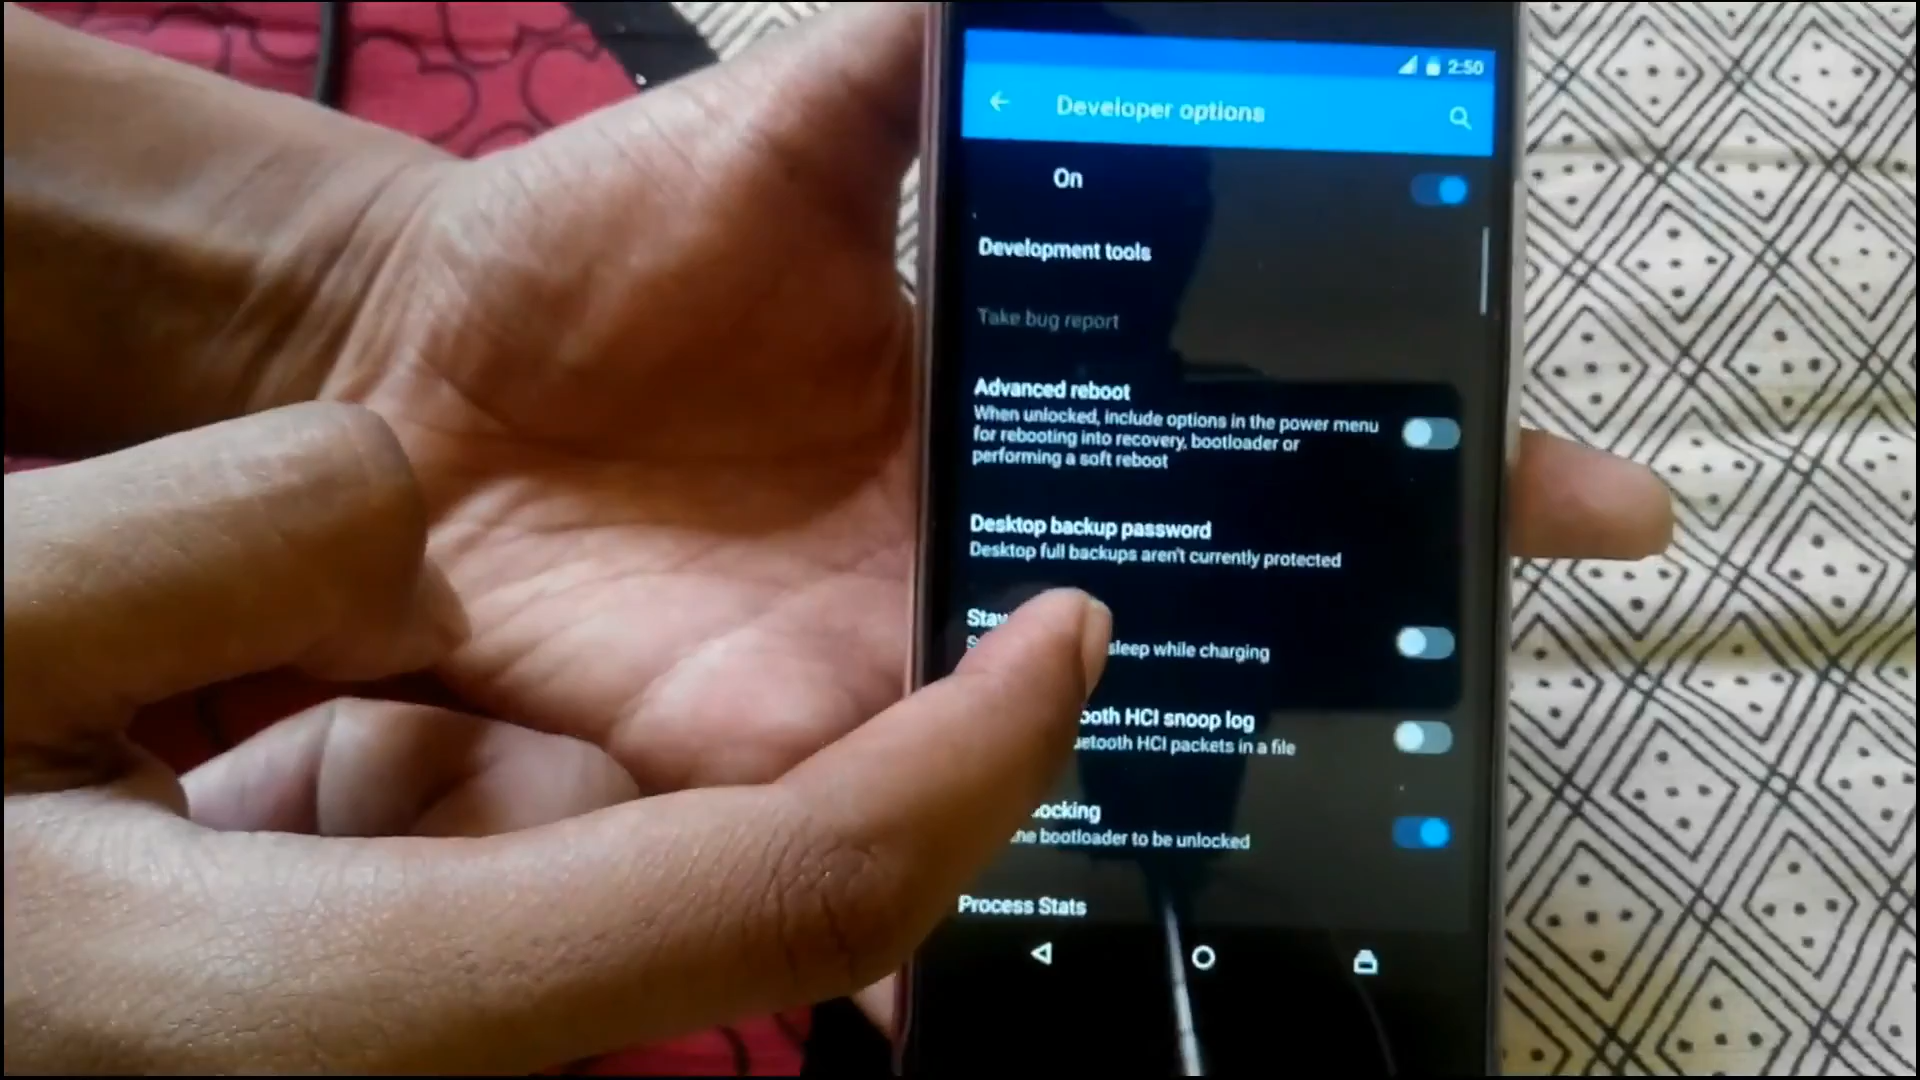 2:50
Developer options
On
Development tools
Take bug report
Advanced reboot
When unlocked, include options in the power menu
for rebooting into recovery, bootloader or
performing a soft reboot
Desktop backup password
Desktop full backups aren't currently protected
Stay
sleep while charging
HCI snoop log
HCI packets in a file
bootloader to be unlocked
Process Stats